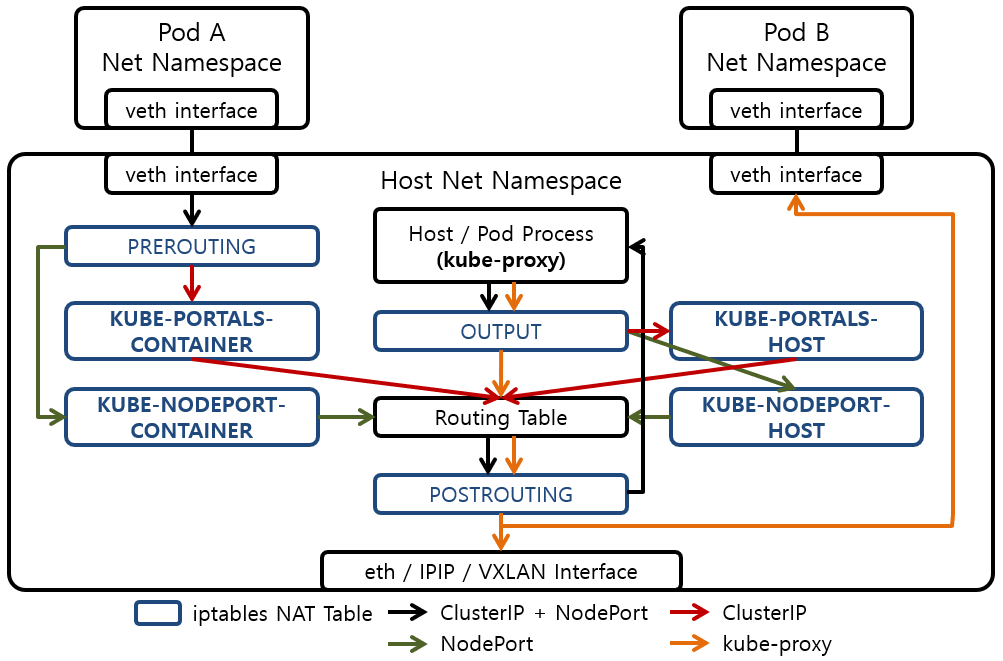 Pod A
Net Namespace
veth interface
Pod B
Net Namespace
veth interface
veth interface
Host Net Namespace
veth interface
PREROUTING
Host / Pod Process
(kube-proxy)
KUBE-PORTALS-
CONTAINER
OUTPUT
KUBE-PORTALS-
HOST
KUBE-NODEPORT-
CONTAINER
Routing Table
KUBE-NODEPORT-
HOST
POSTROUTING
eth / IPIP / VXLAN Interface
iptables NAT Table
ClusterIP + NodePort
ClusterIP
NodePort
kube-proxy